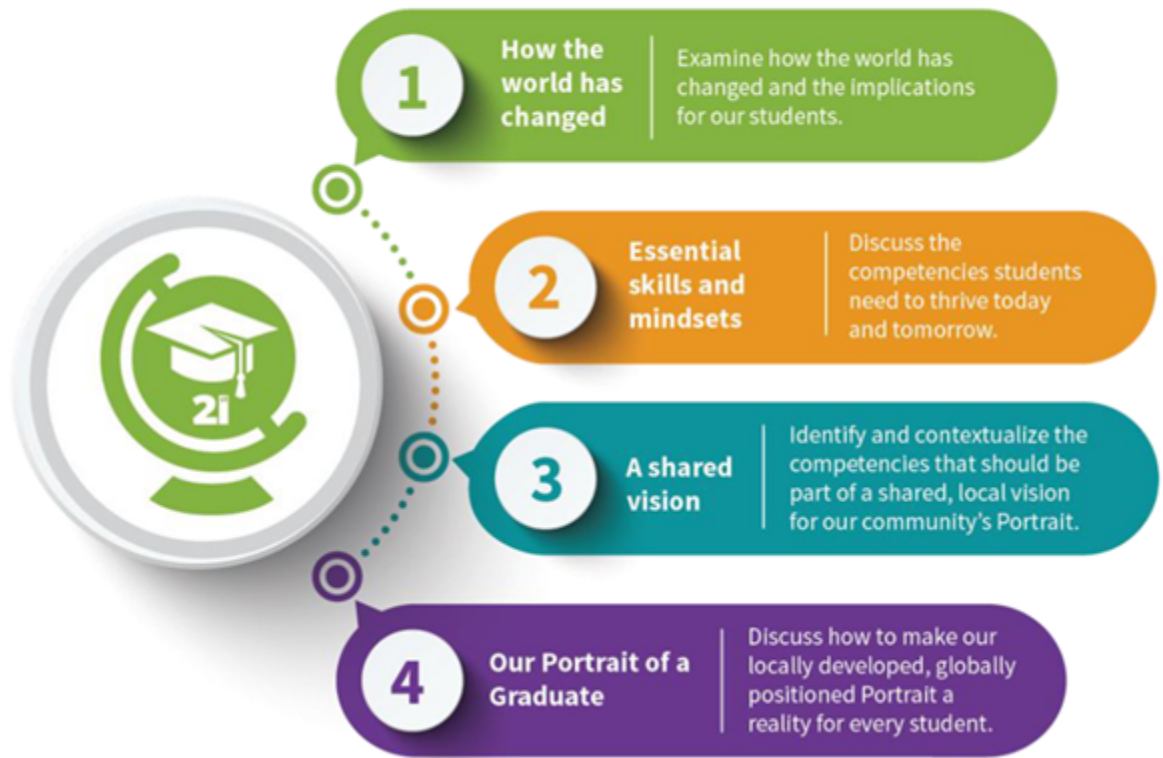 1
How the
world has
changed
Examine how the world has
changed and the implications
for our students.
2
Essential
skills and
mindsets
Discuss the
competencies students
need to thrive today
and tomorrow.
2i
3
A shared
vision
Identify and contextualize the
competencies that should be
part of a shared, local vision
for our community's Portrait.
4
Our Portrait of a
Graduate
Discuss how to make our
locally developed, globally
positioned Portrait a
reality for every student.